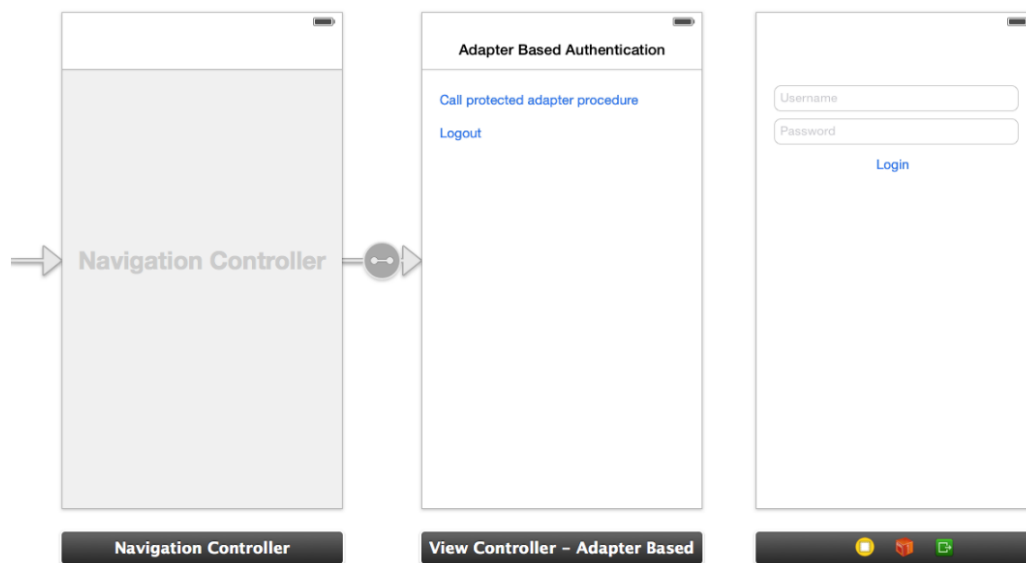 Adapter Based Authentication
Call protected adapter procedure
Logout
Username
Password
Login
Navigation Controller
Navigation Controller
View Controller – Adapter Based